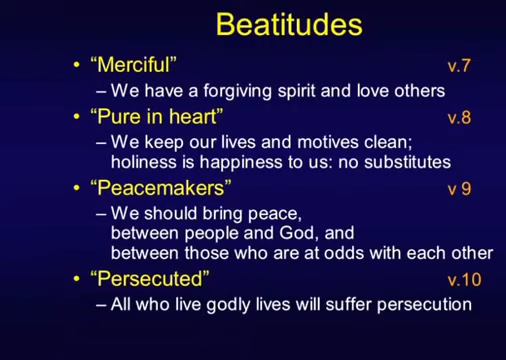 Beatitudes
• “Merciful” v.7
– We have a forgiving spirit and love others
• “Pure in heart” v.8
– We keep our lives and motives clean;
holiness is happiness to us: no substitutes
• “Peacemakers” v 9
– We should bring peace,
between people and God, and
between those who are at odds with each other
• “Persecuted” v.10
– All who live godly lives will suffer persecution